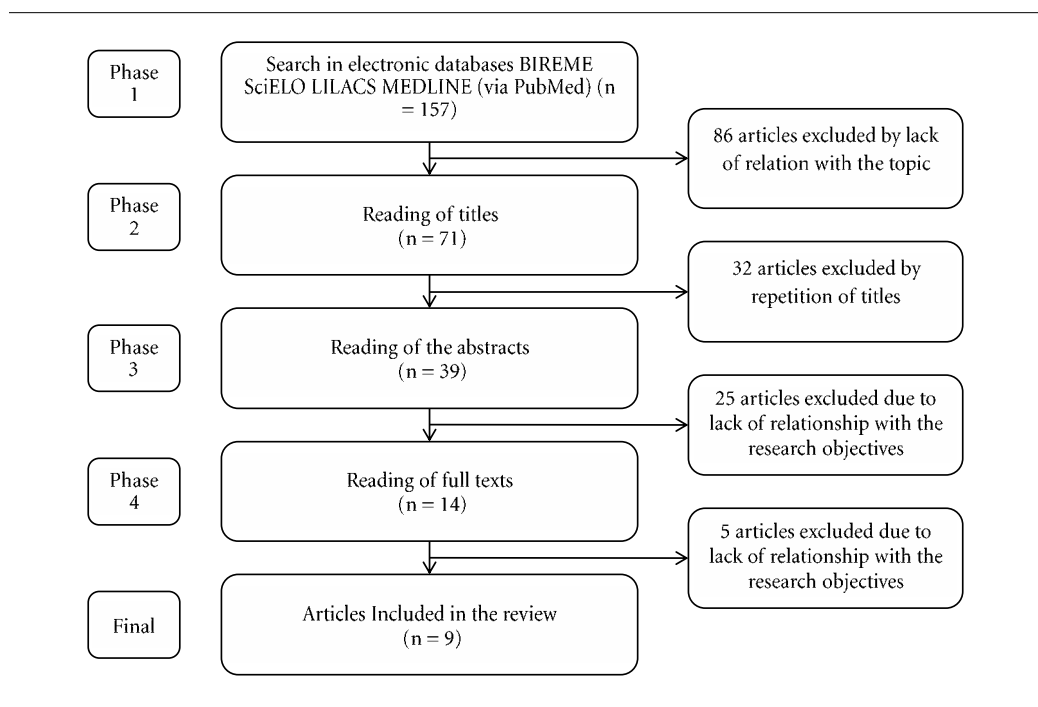 Phase
1
Search in electronic databases BIREME
SciELO LILACS MEDLINE (via PubMed) (n
= 157)
86 articles excluded by lack
of relation with the topic
Phase
2
Reading of titles
(n = 71)
32 articles excluded by
repetition of titles
Phase
3
Reading of the abstracts
(n = 39)
25 articles excluded due to
lack of relationship with the
research objectives
Phase
4
Reading of full texts
(n = 14)
5 articles excluded due to
lack of relationship with the
research objectives
Final
Articles Included in the review
(n = 9)